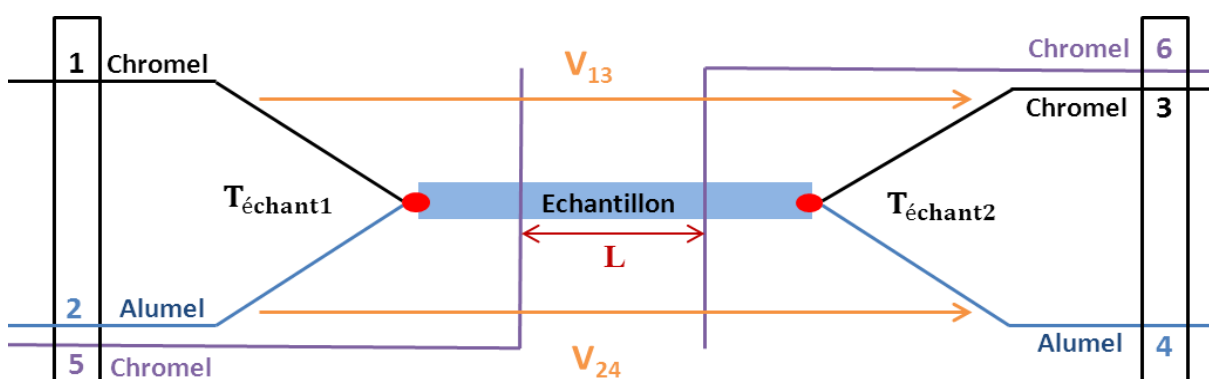 1 Chromel
V13
Chromel 6
Chromel 3
Téchant1
Echantillon
Téchant2
L
2 Alumel
5 Chromel
V24
Alumel 4